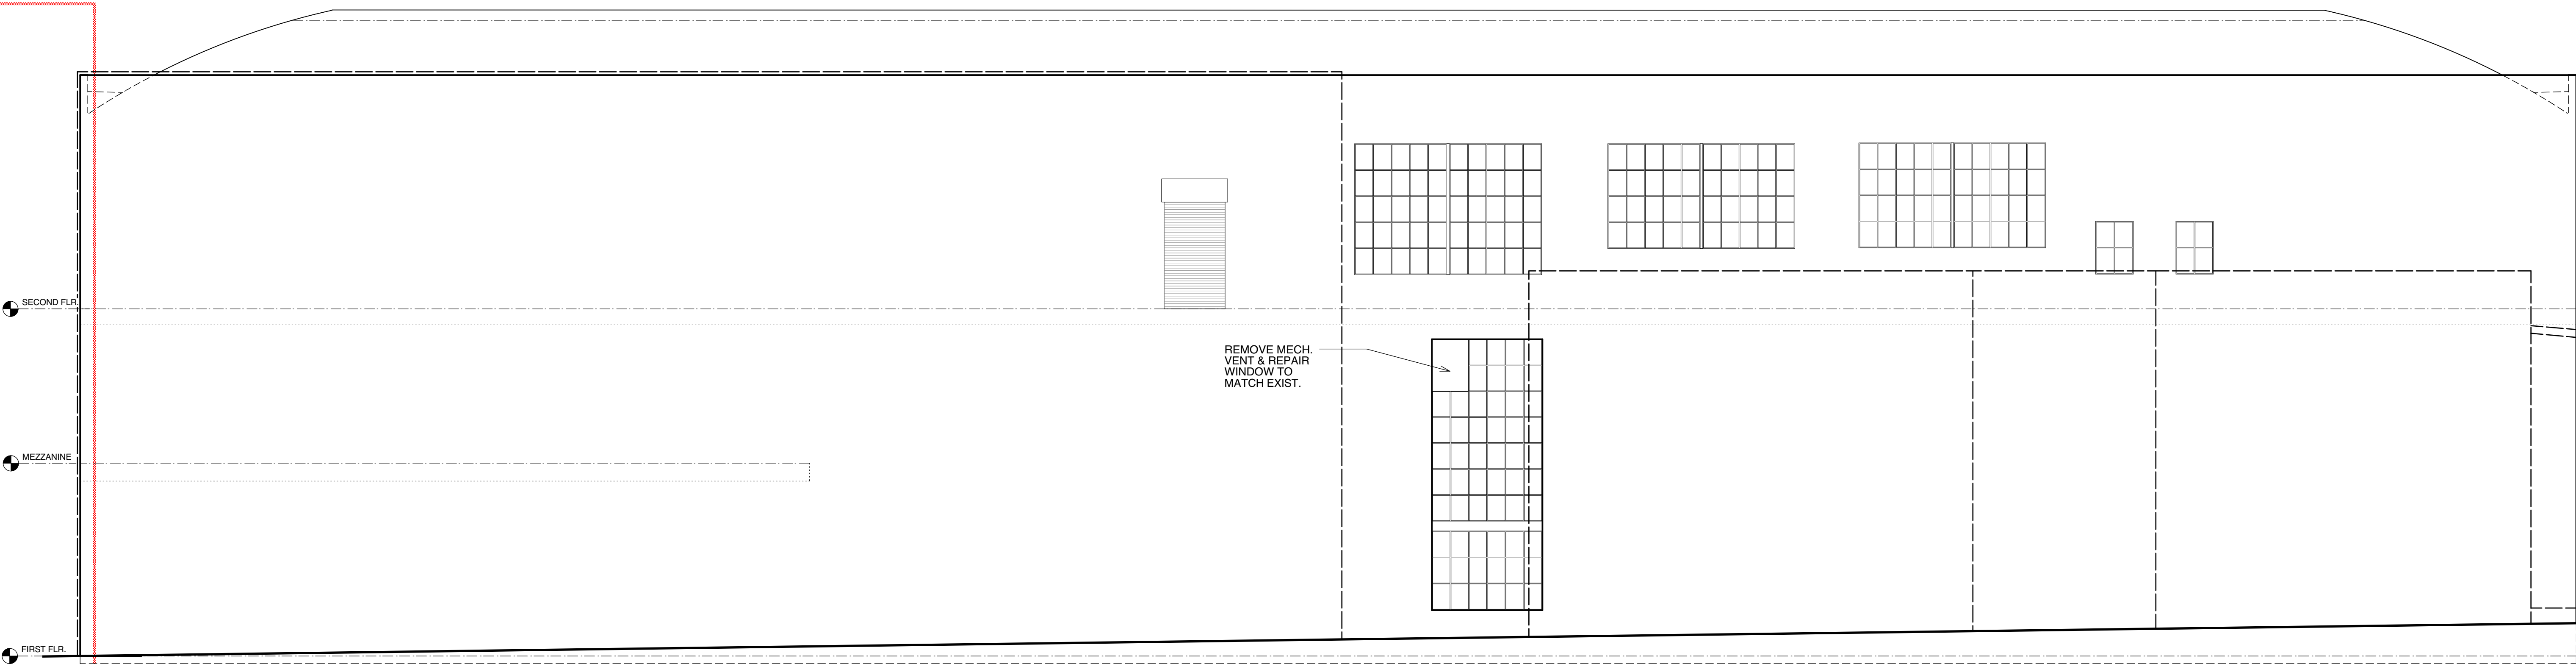 SECOND FLR.
REMOVE MECH.
VENT & REPAIR
WINDOW TO
MATCH EXIST.
MEZZANINE
FIRST FLR.